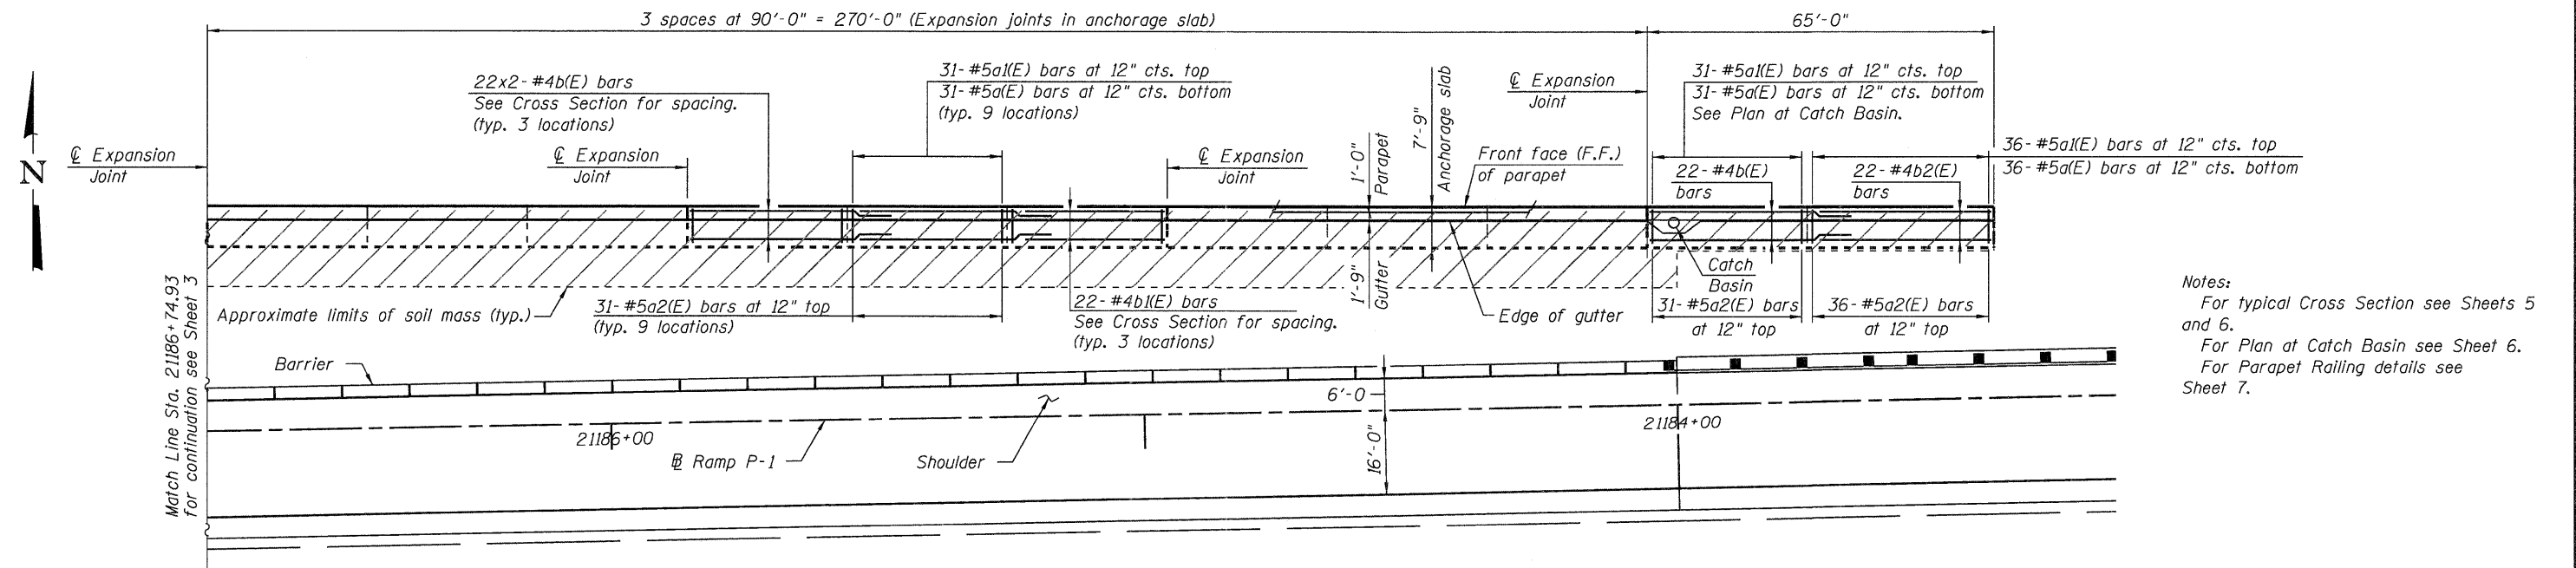 3 spaces at 90'-0" = 270'-0" (Expansion joints in anchorage slab)
65'-0"
22x2- #4b(E) bars
See Cross Section for spacing.
(typ. 3 locations)
31- #5a1(E) bars at 12" cts. top
31- #5a(E) bars at 12" cts. bottom
(typ. 9 locations)
℄ Expansion
Joint
31- #5a1(E) bars at 12" cts. top
31- #5a(E) bars at 12" cts. bottom
See Plan at Catch Basin.
N
℄ Expansion
Joint
℄ Expansion
Joint
℄ Expansion
Joint
1'-0"
Parapet
7'-9"
Anchorage slab
Front face (F.F.)
of parapet
22- #4b(E)
bars
22- #4b2(E)
bars
36- #5a1(E) bars at 12" cts. top
36- #5a(E) bars at 12" cts. bottom
Match Line Sta. 21186+74.93
for continuation see Sheet 3
Approximate limits of soil mass (typ.)
31- #5a2(E) bars at 12" top
(typ. 9 locations)
22- #4b1(E) bars
See Cross Section for spacing.
(typ. 3 locations)
1'-9"
Gutter
Edge of gutter
Catch
Basin
31- #5a2(E) bars
at 12" top
36- #5a2(E) bars
at 12" top
Notes:
For typical Cross Section see Sheets 5
and 6.
For Plan at Catch Basin see Sheet 6.
For Parapet Railing details see
Sheet 7.
Barrier
6'-0
21186+00
21184+00
℄ Ramp P-1
Shoulder
16'-0"